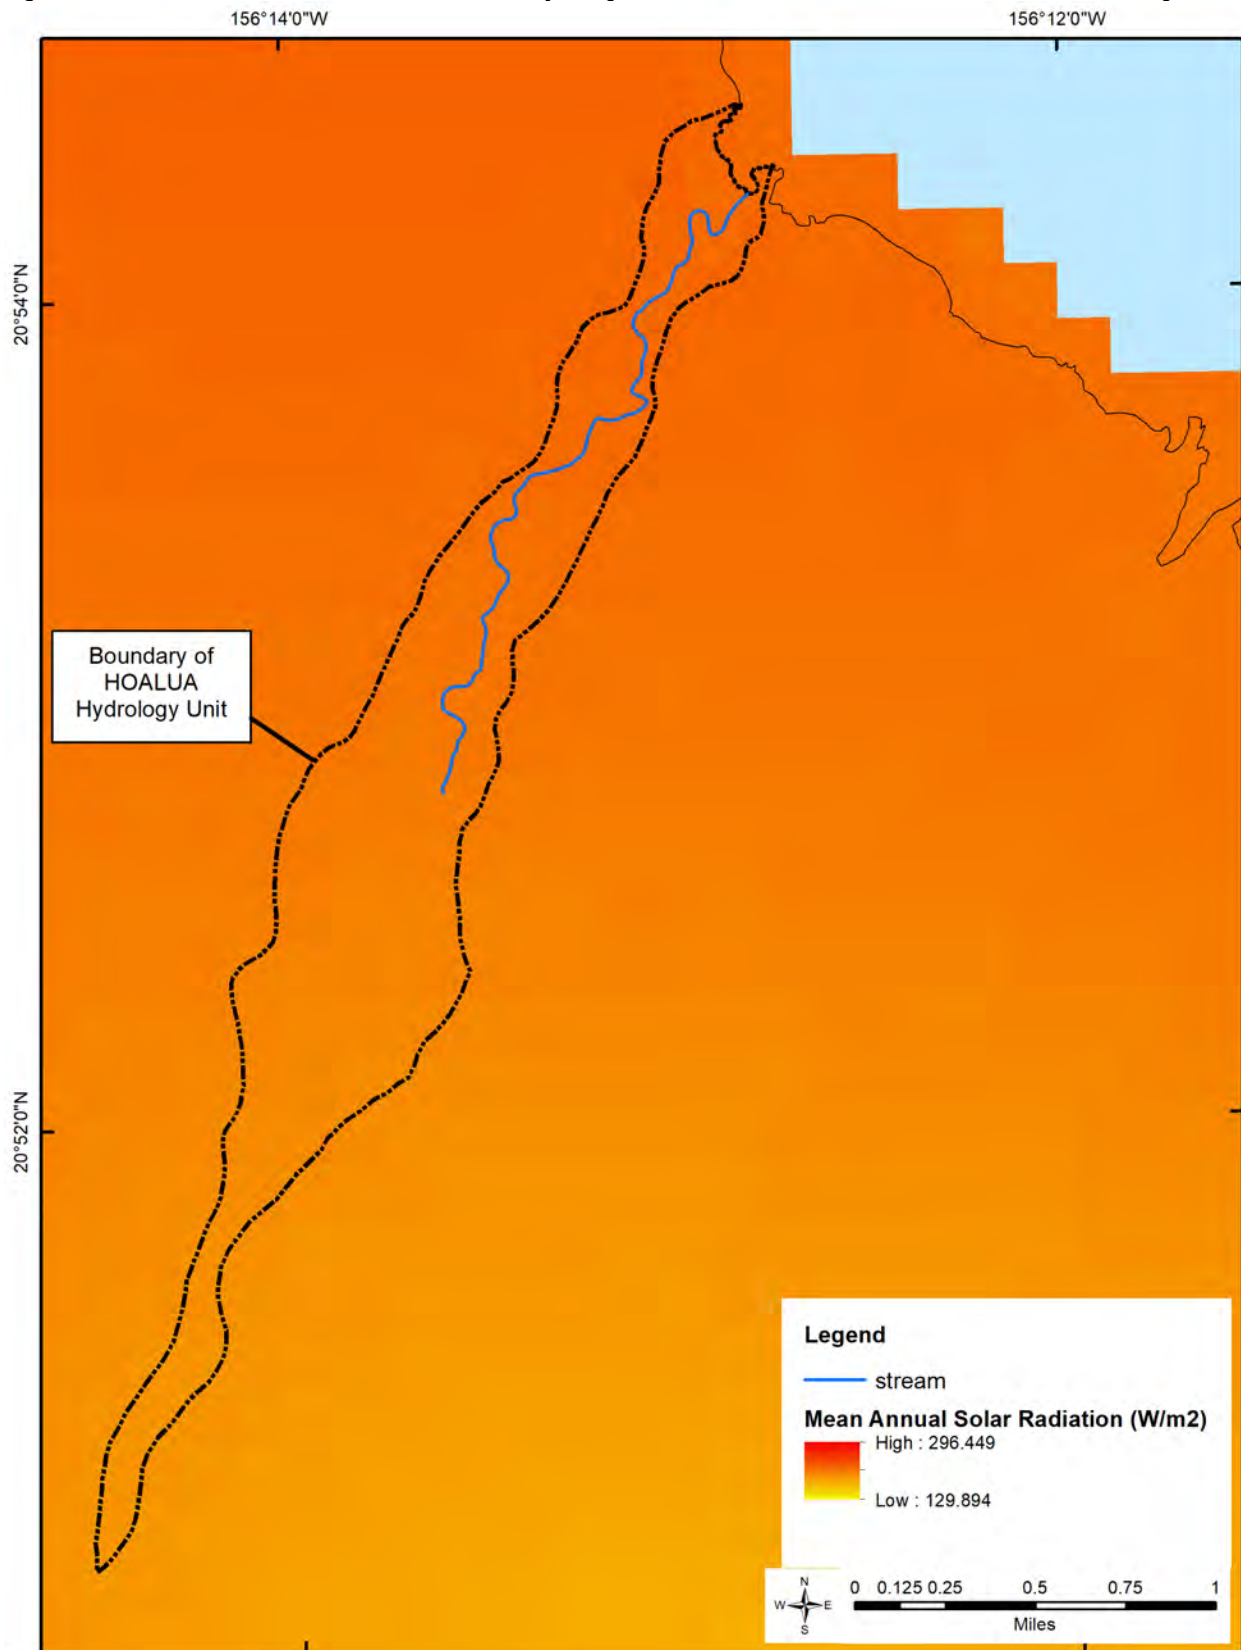 156°14'0"W
156°12'0"W
20°54'0"N
Boundary of
HOALUA
Hydrology Unit
20°52'0"N
Legend
stream
Mean Annual Solar Radiation (W/m2)
High : 296.449
Low : 129.894
N
W E
S
0 0.125 0.25 0.5 0.75 1
Miles